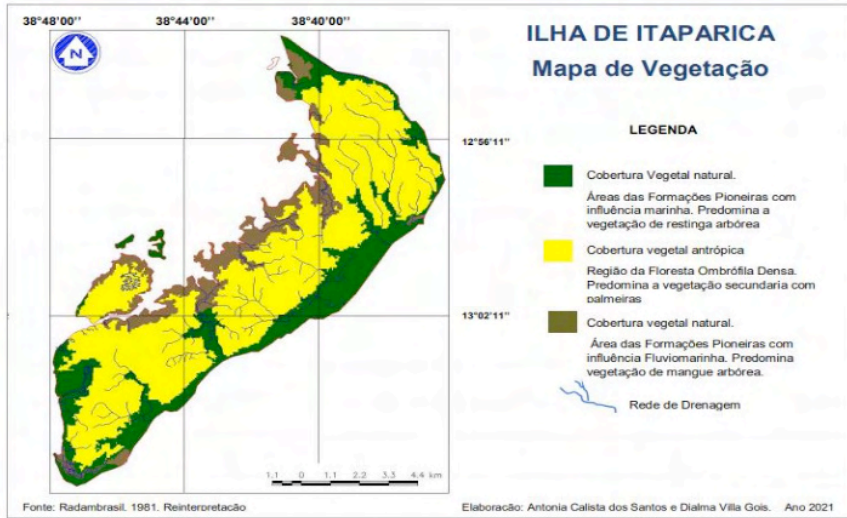 38°48'00''
38°44'00''
38°40'00''
N
12°56'11''
13°02'11''
1.1 0 1.1 2.2 3.3 4.4 km
Fonte: Radambrasil. 1981. Reinterpretacão
ILHA DE ITAPARICA
Mapa de Vegetação
LEGENDA
Cobertura Vegetal natural.
Áreas das Formações Pioneiras com
influência marinha. Predomina a
vegetação de restinga arbórea
Cobertura vegetal antrópica
Região da Floresta Ombrófila Densa.
Predomina a vegetação secundaria com
palmeiras
Cobertura vegetal natural.
Área das Formações Pioneiras com
influência Fluviomarinha. Predomina
vegetação de mangue arbórea.
Rede de Drenagem
Elaboracão: Antonia Calista dos Santos e Dialma Villa Gois. Ano 2021